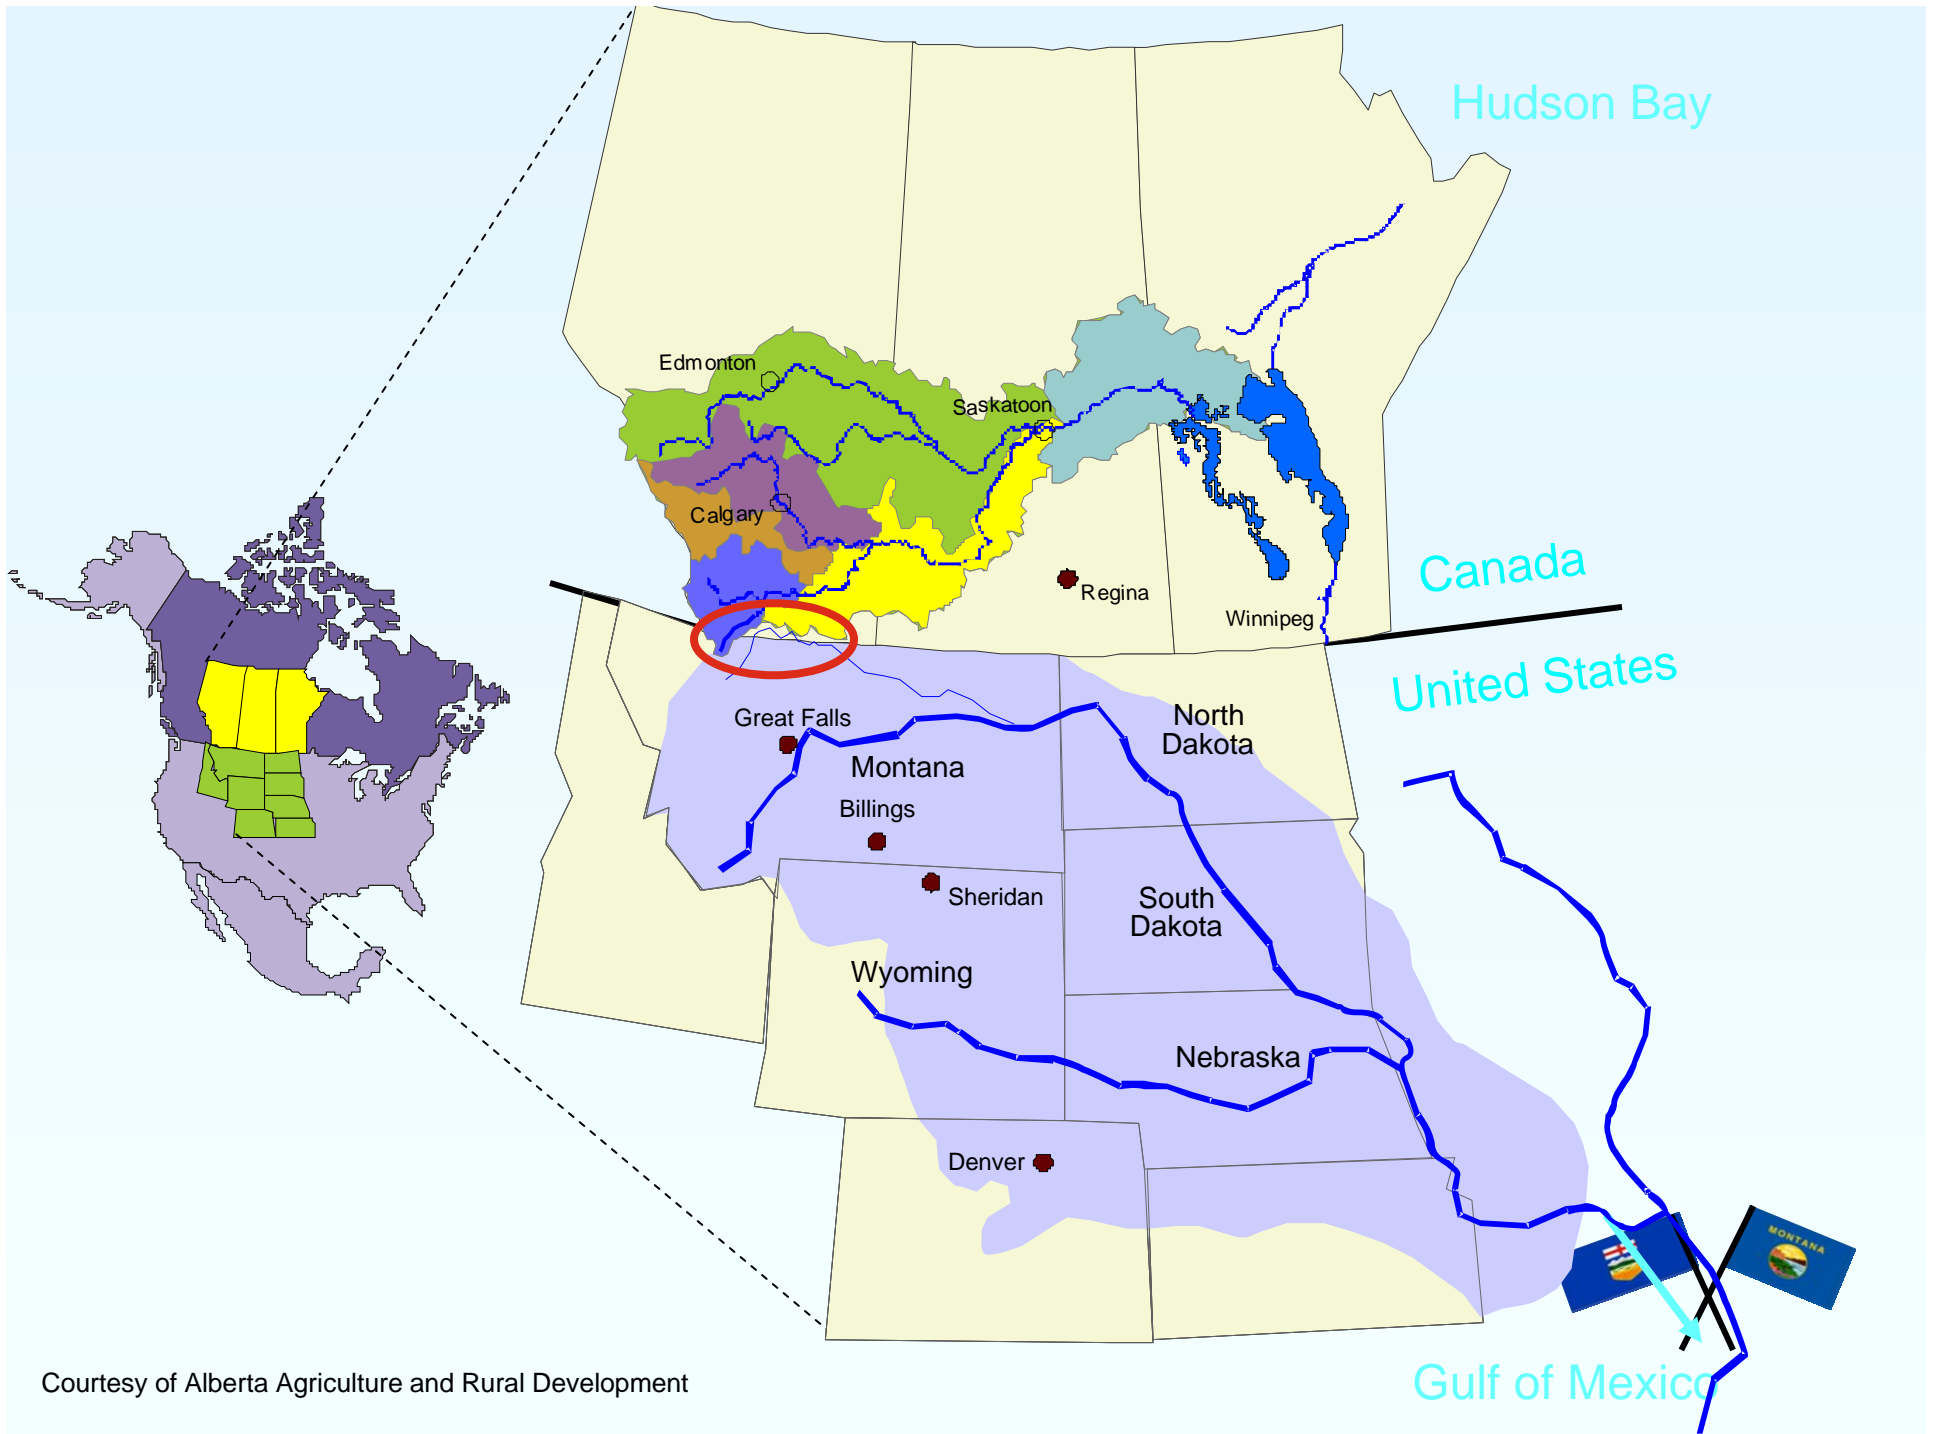 Hudson Bay
Edmonton
Saskatoon
Calgary
Canada
Regina
Winnipeg
United States
Great Falls
North
Dakota
Montana
Billings
Sheridan
South
Dakota
Wyoming
Nebraska
Denver
MONTANA
Gulf of Mexico
Courtesy of Alberta Agriculture and Rural Development